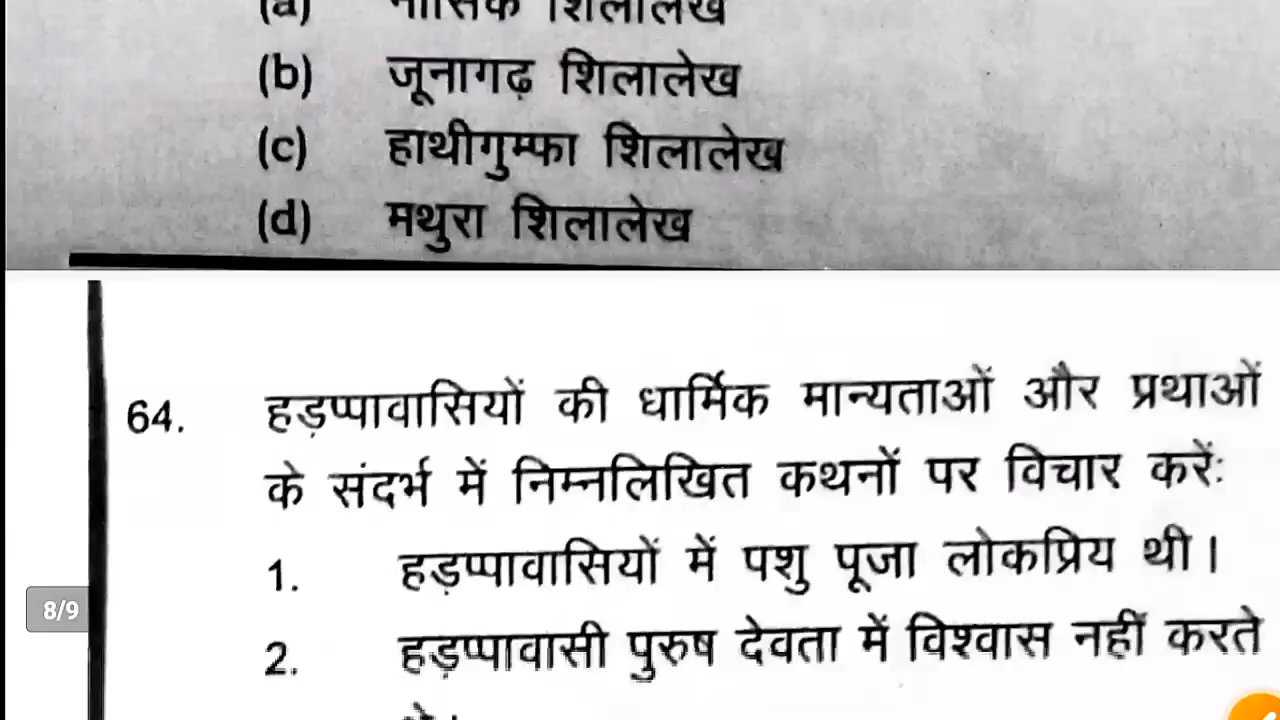 (a) नासिक शिलालेख
(b) जूनागढ़ शिलालेख
(c) हाथीगुम्फा शिलालेख
(d) मथुरा शिलालेख
64. हड़प्पावासियों की धार्मिक मान्यताओं और प्रथाओं
के संदर्भ में निम्नलिखित कथनों पर विचार करें:
1. हड़प्पावासियों में पशु पूजा लोकप्रिय थी।
8/9
2. हड़प्पावासी पुरुष देवता में विश्वास नहीं करते